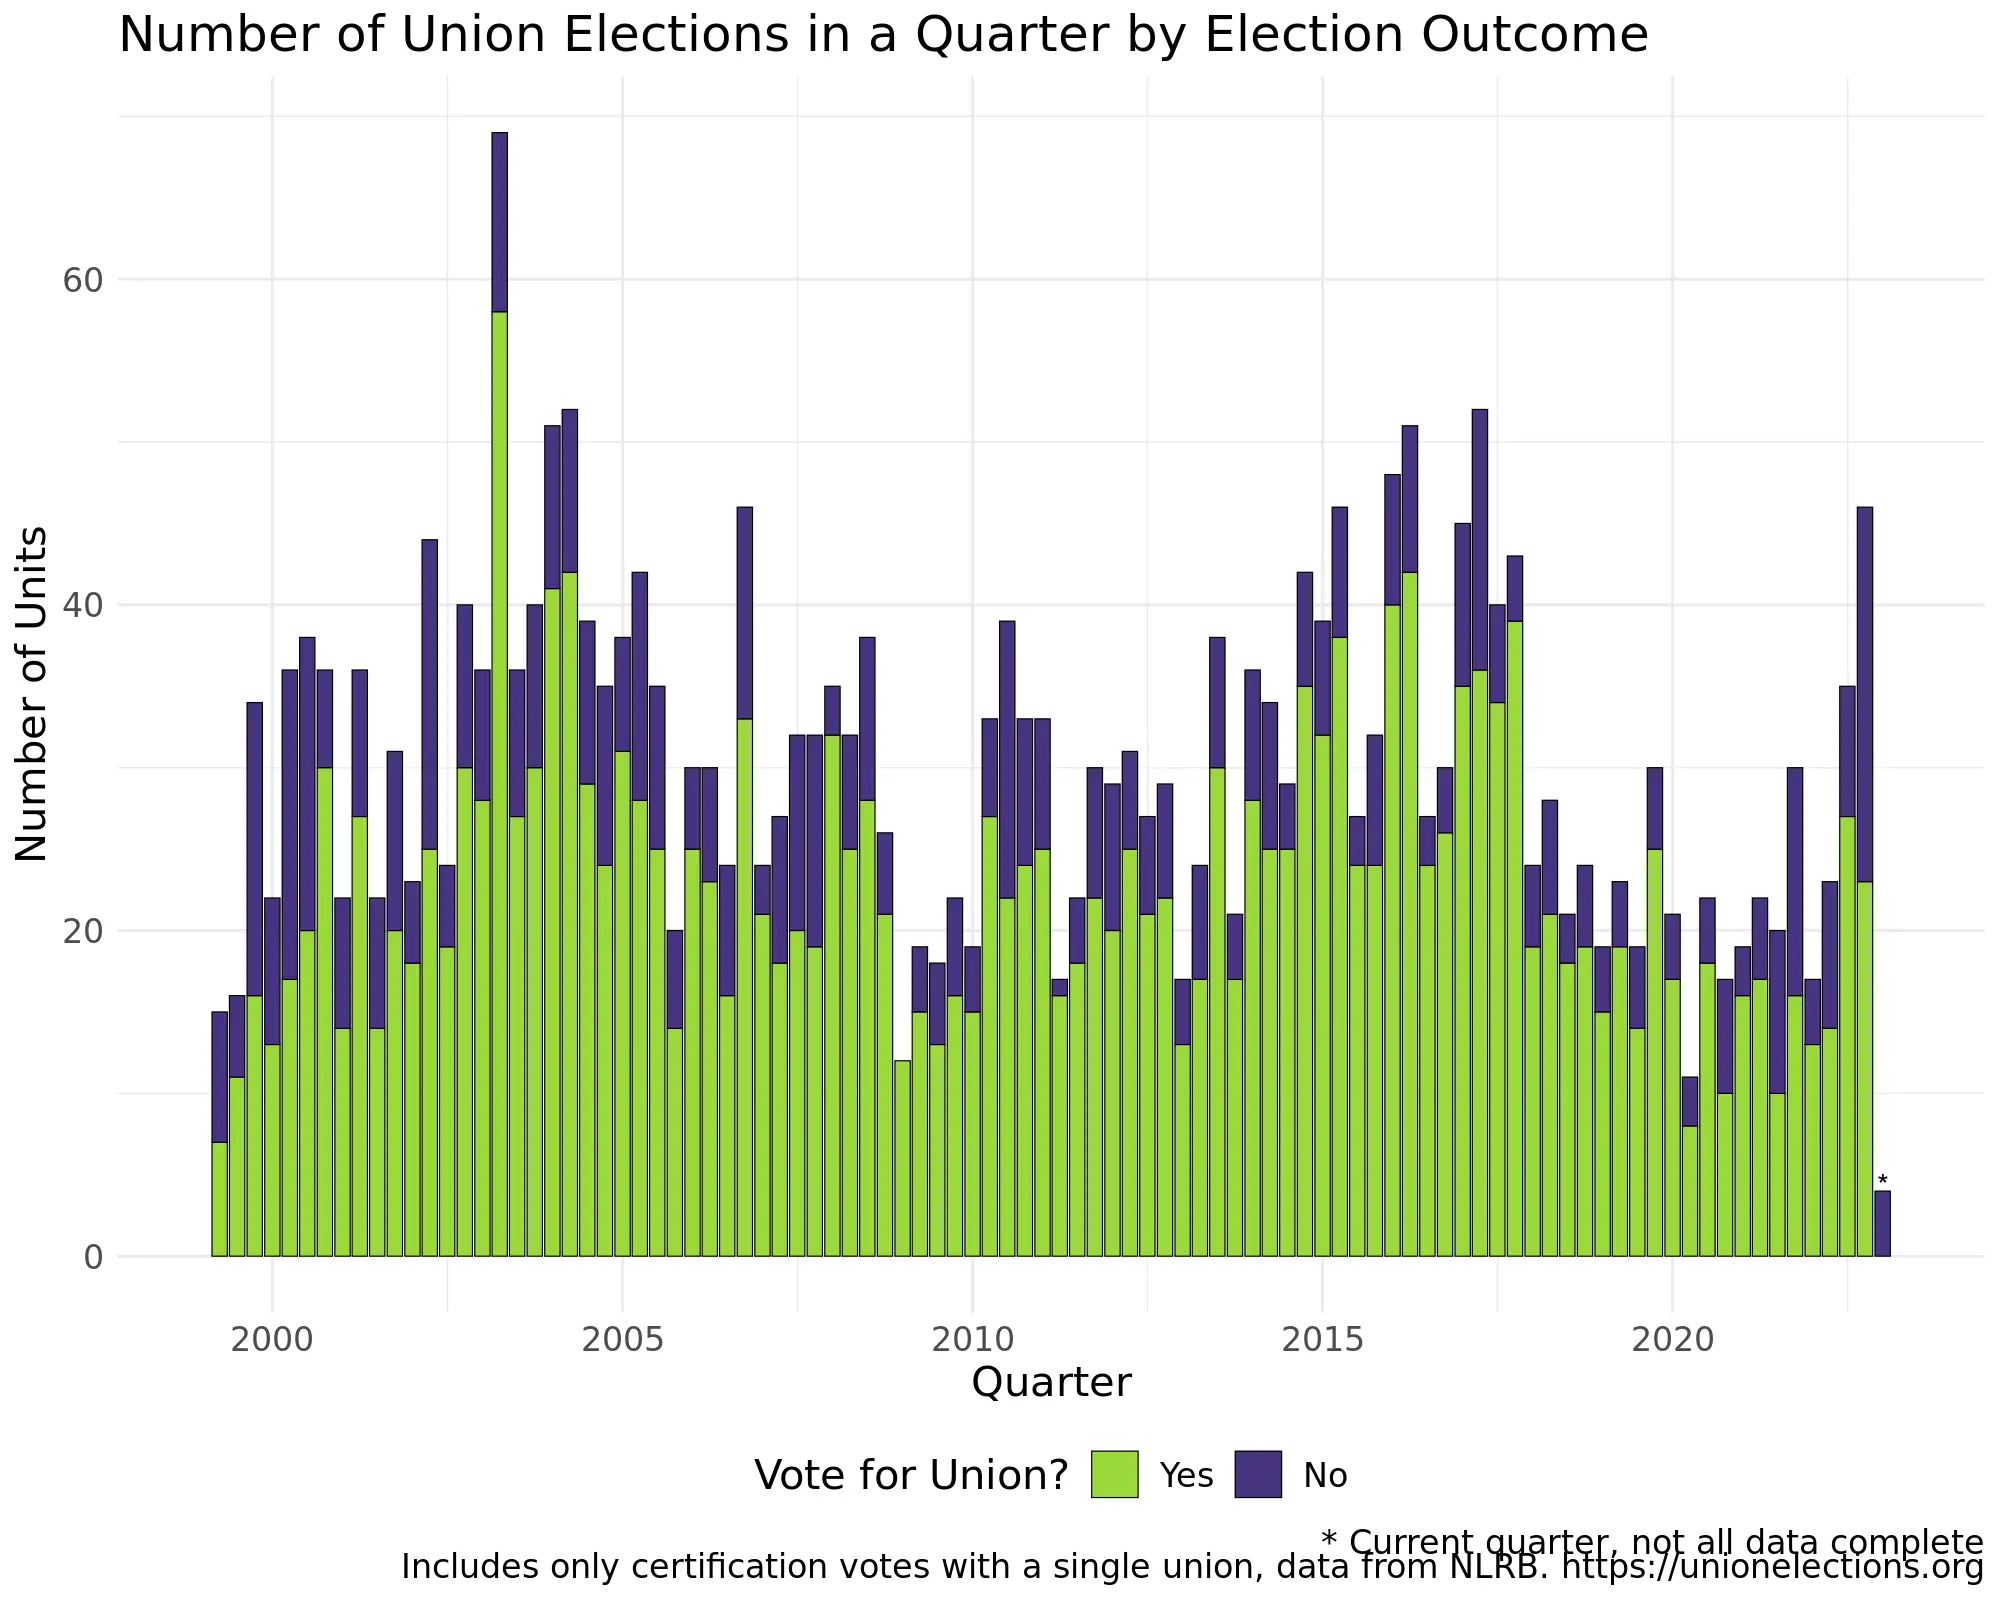 Number of Union Elections in a Quarter by Election Outcome
Number of Units
60
40
20
0
*
2000 2005 2010 2015 2020
Quarter
Vote for Union? Yes No
* Current quarter, not all data complete
Includes only certification votes with a single union, data from NLRB. https://unionelections.org